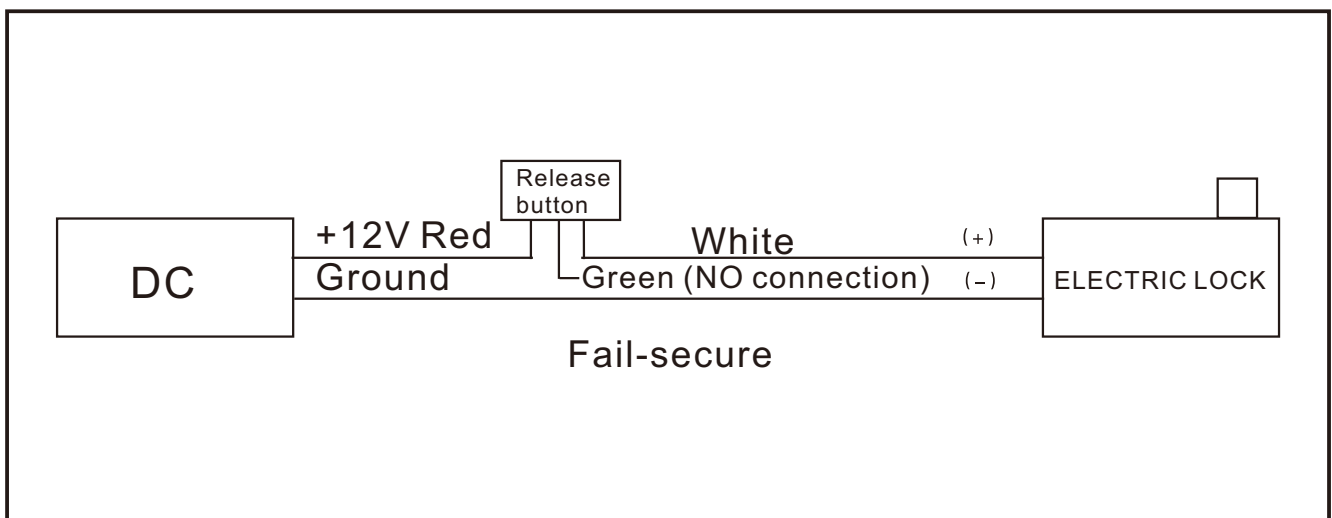 Release
button
+12V Red
White
(+)
DC
Ground
Green (NO connection)
(-)
ELECTRIC LOCK
Fail-secure